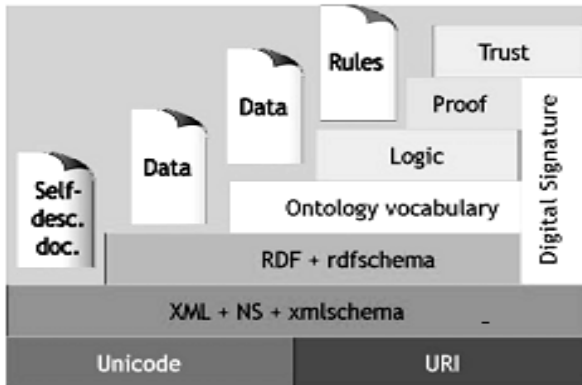 Rules
Trust
Data
Proof
Data
Logic
Self-
desc.
doc.
Ontology vocabulary
Digital Signature
RDF + rdfschema
XML + NS + xmlschema
Unicode
URI